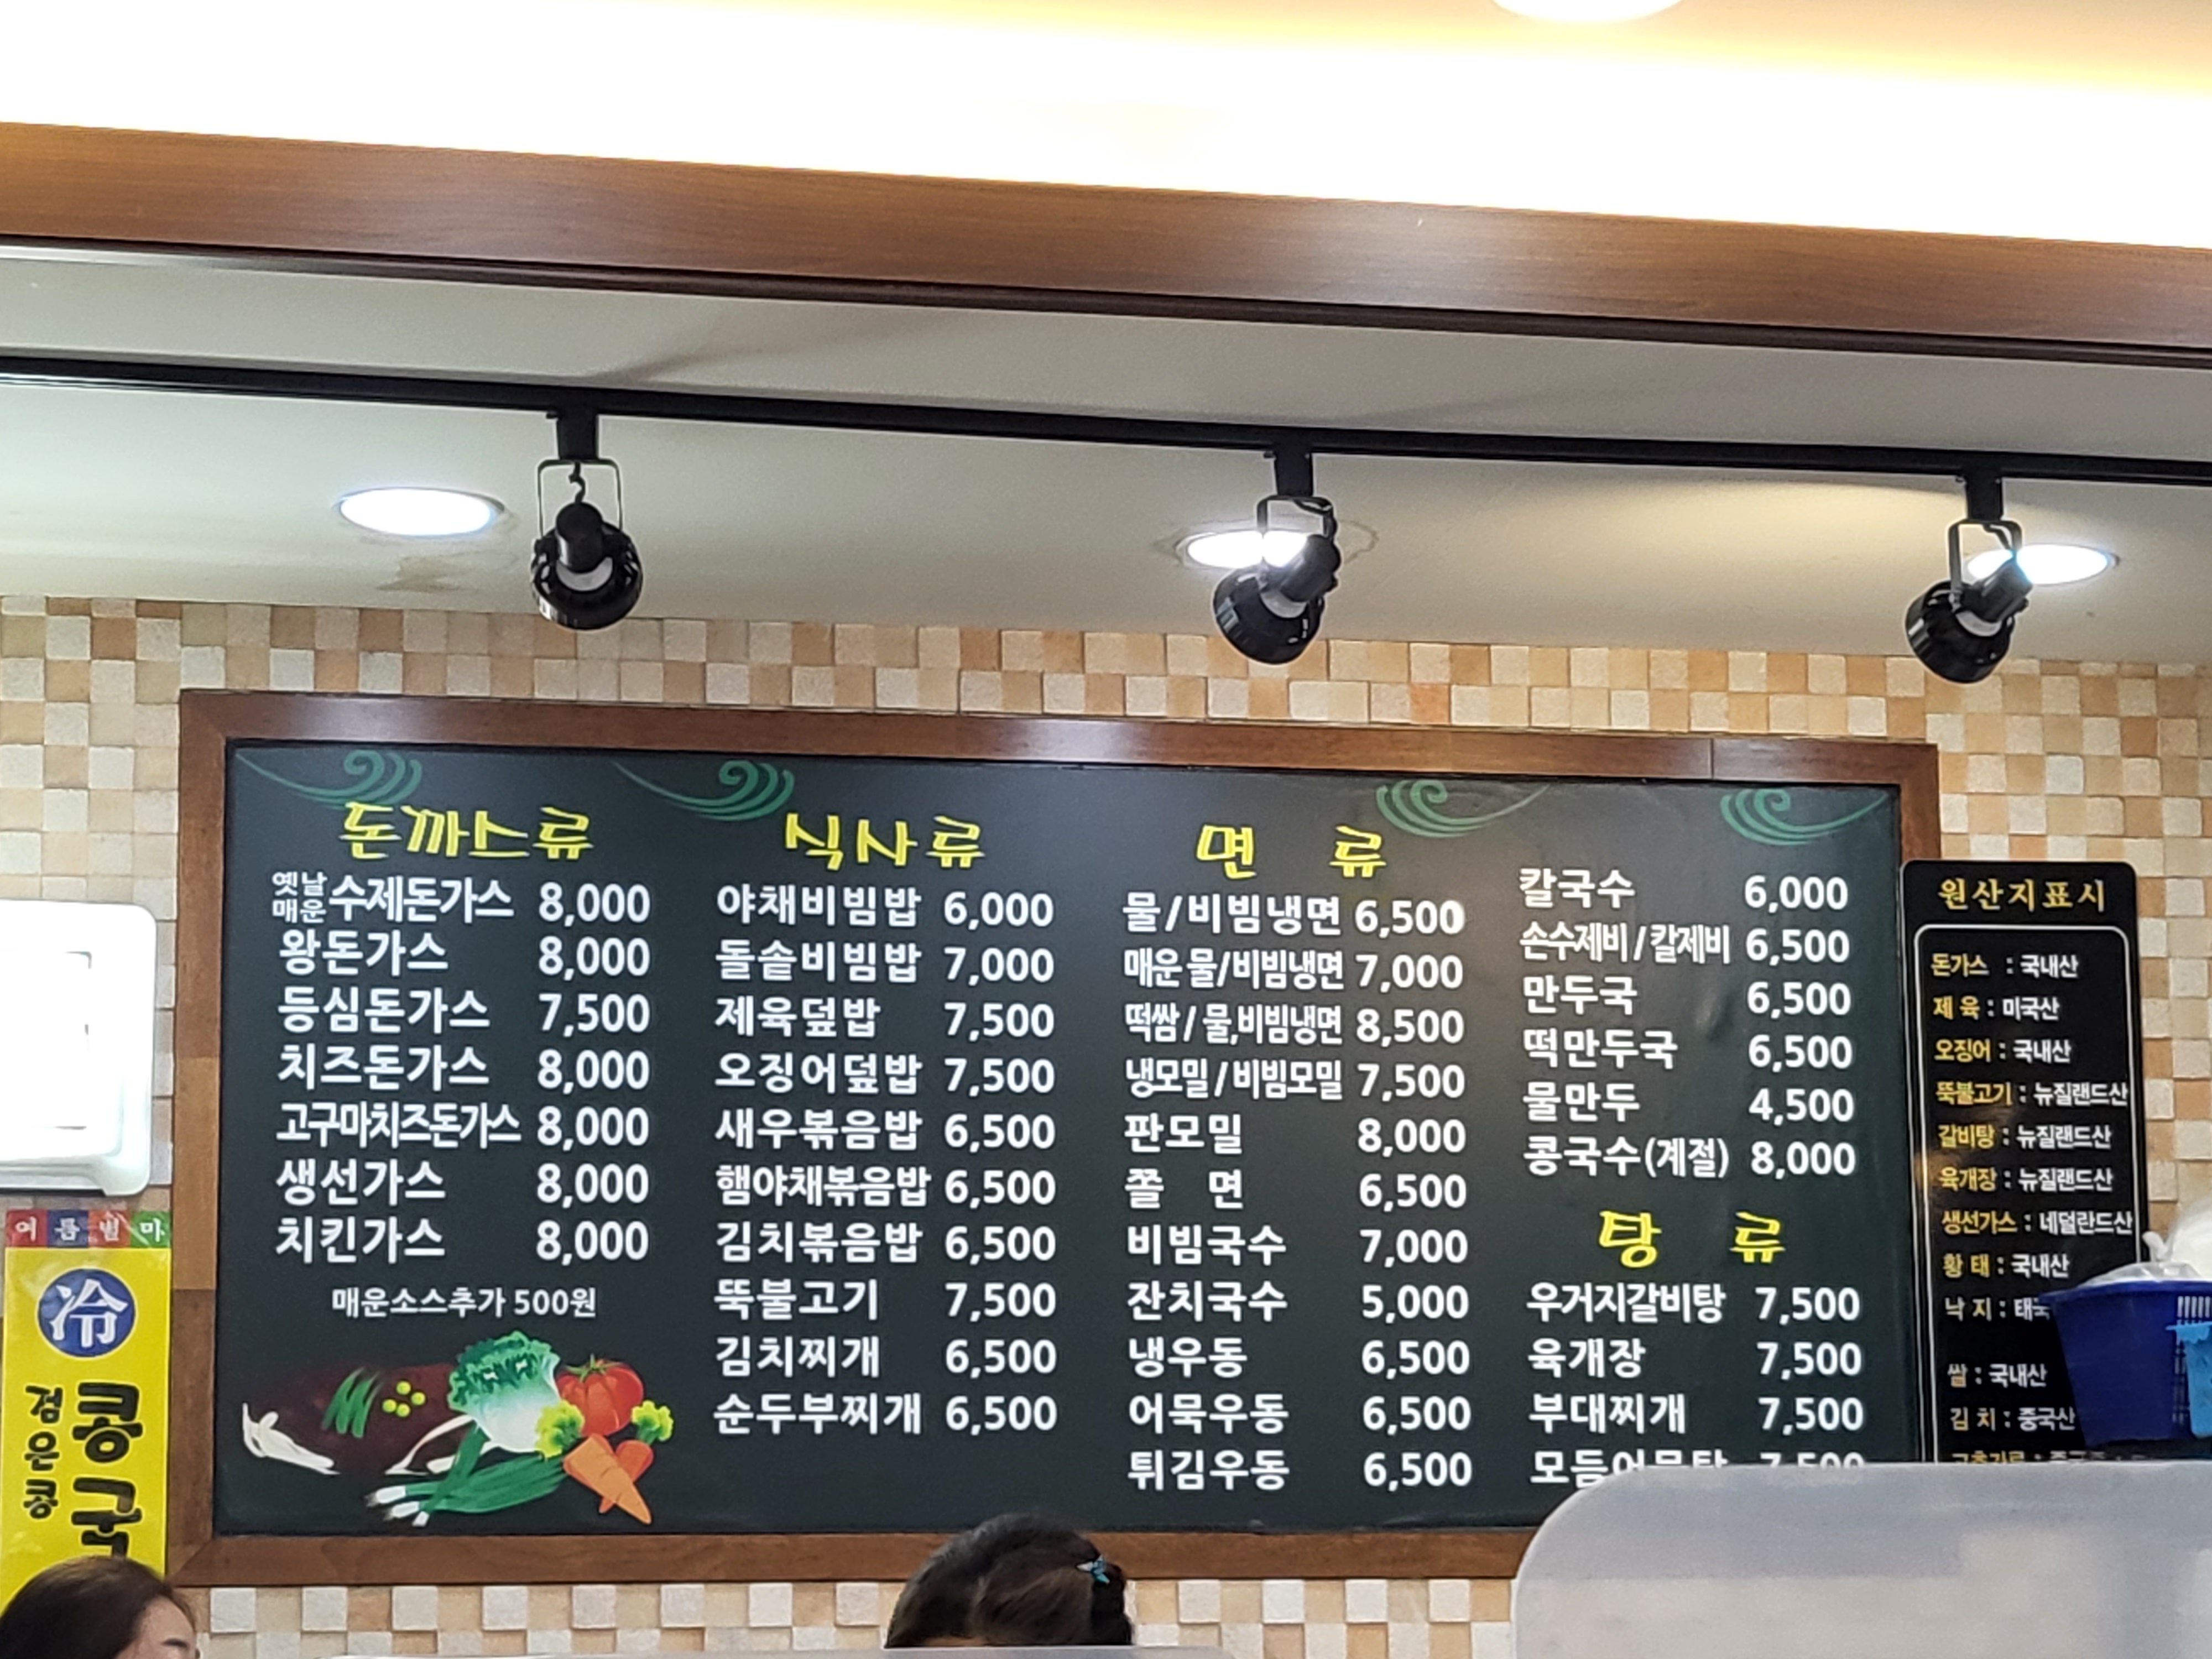 돈까스류
옛날
매운 수제돈가스 8,000
왕돈가스 8,000
등심돈가스 7,500
치즈돈가스 8,000
고구마치즈돈가스 8,000
생선가스 8,000
치킨가스 8,000
매운소스추가 500원
식사류
야채비빔밥 6,000
돌솥비빔밥 7,000
제육덮밥 7,500
오징어덮밥 7,500
새우볶음밥 6,500
햄야채볶음밥 6,500
김치볶음밥 6,500
뚝불고기 7,500
김치찌개 6,500
순두부찌개 6,500
면 류
물/비빔냉면 6,500
매운 물/비빔냉면 7,000
떡쌈/물,비빔냉면 8,500
냉모밀/비빔모밀 7,500
판모밀 8,000
쫄 면 6,500
비빔국수 7,000
잔치국수 5,000
냉우동 6,500
어묵우동 6,500
튀김우동 6,500
칼국수 6,000
손수제비/칼제비 6,500
만두국 6,500
떡만두국 6,500
물만두 4,500
콩국수(계절) 8,000
탕 류
우거지갈비탕 7,500
육개장 7,500
부대찌개 7,500
모듬어묵탕 7,500
원산지표시
돈가스 : 국내산
제 육 : 미국산
오징어 : 국내산
뚝불고기 : 뉴질랜드산
갈비탕 : 뉴질랜드산
육개장 : 뉴질랜드산
생선가스 : 네덜란드산
황 태 : 국내산
낙 지 : 태국
쌀 : 국내산
김 치 : 중국산
여름별마
冷
검은콩
콩국